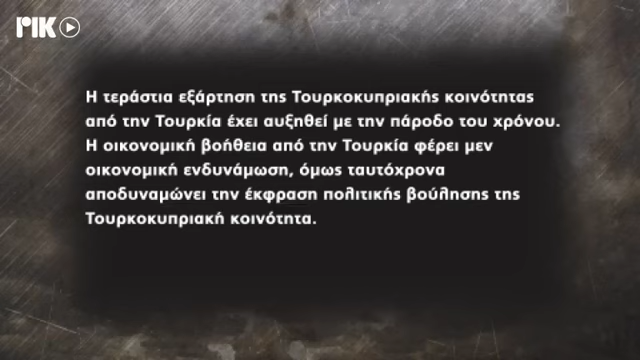 ΡΙΚ
Η τεράστια εξάρτηση της Τουρκοκυπριακής κοινότητας
από την Τουρκία έχει αυξηθεί με την πάροδο του χρόνου.
Η οικονομική βοήθεια από την Τουρκία φέρει μεν
οικονομική ενδυνάμωση, όμως ταυτόχρονα
αποδυναμώνει την έκφραση πολιτικής βούλησης της
Τουρκοκυπριακή κοινότητα.